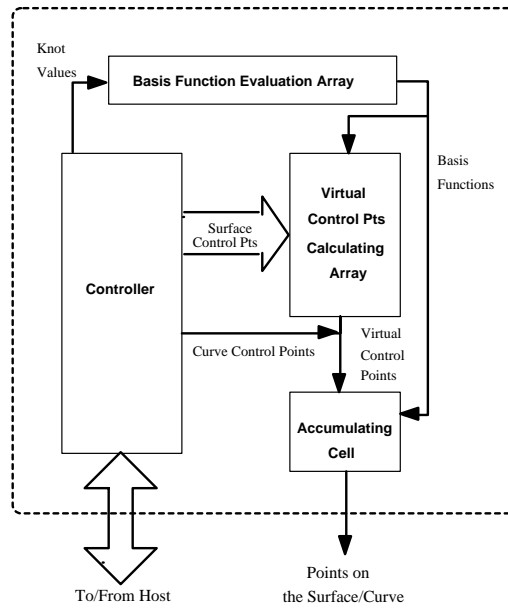 Knot
Values
Basis Function Evaluation Array
Basis
Functions
Virtual
Control Pts
Calculating
Array
Surface
Control Pts
Controller
Curve Control Points
Virtual
Control
Points
Accumulating
Cell
To/From Host
Points on
the Surface/Curve